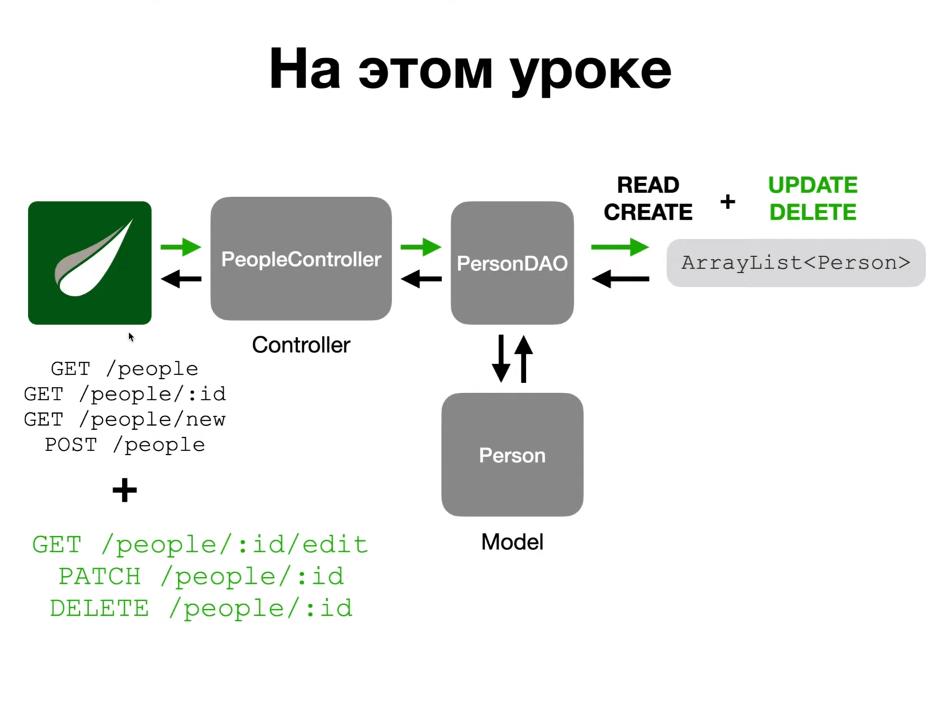 На этом уроке
READ
CREATE
+
UPDATE
DELETE
PeopleController
PersonDAO
ArrayList<Person>
Controller
GET /people
GET /people/:id
GET /people/new
POST /people
+
GET /people/:id/edit
PATCH /people/:id
DELETE /people/:id
Person
Model